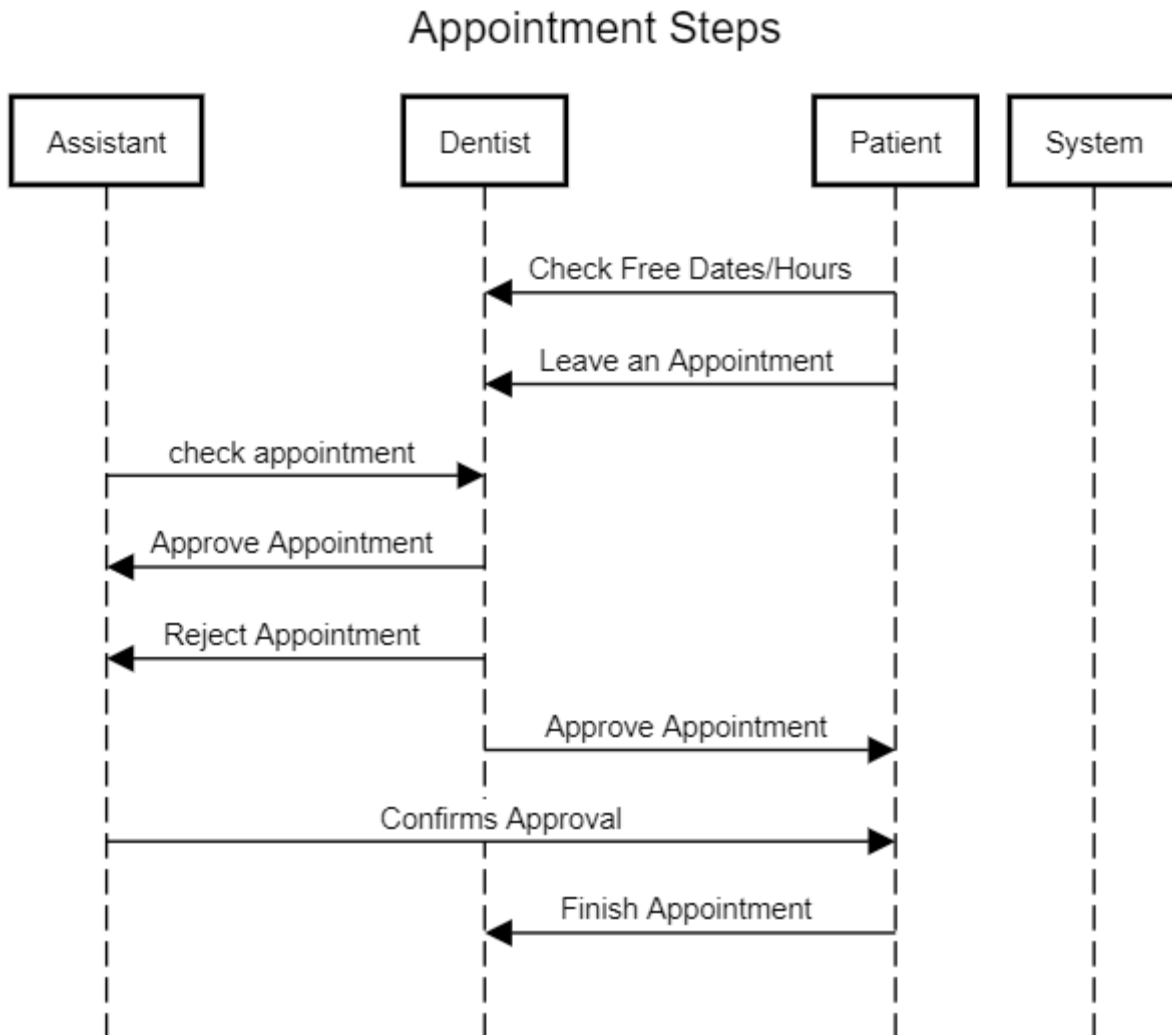 Appointment Steps
Assistant
Dentist
Patient
System
Check Free Dates/Hours
Leave an Appointment
check appointment
Approve Appointment
Reject Appointment
Approve Appointment
Confirms Approval
Finish Appointment